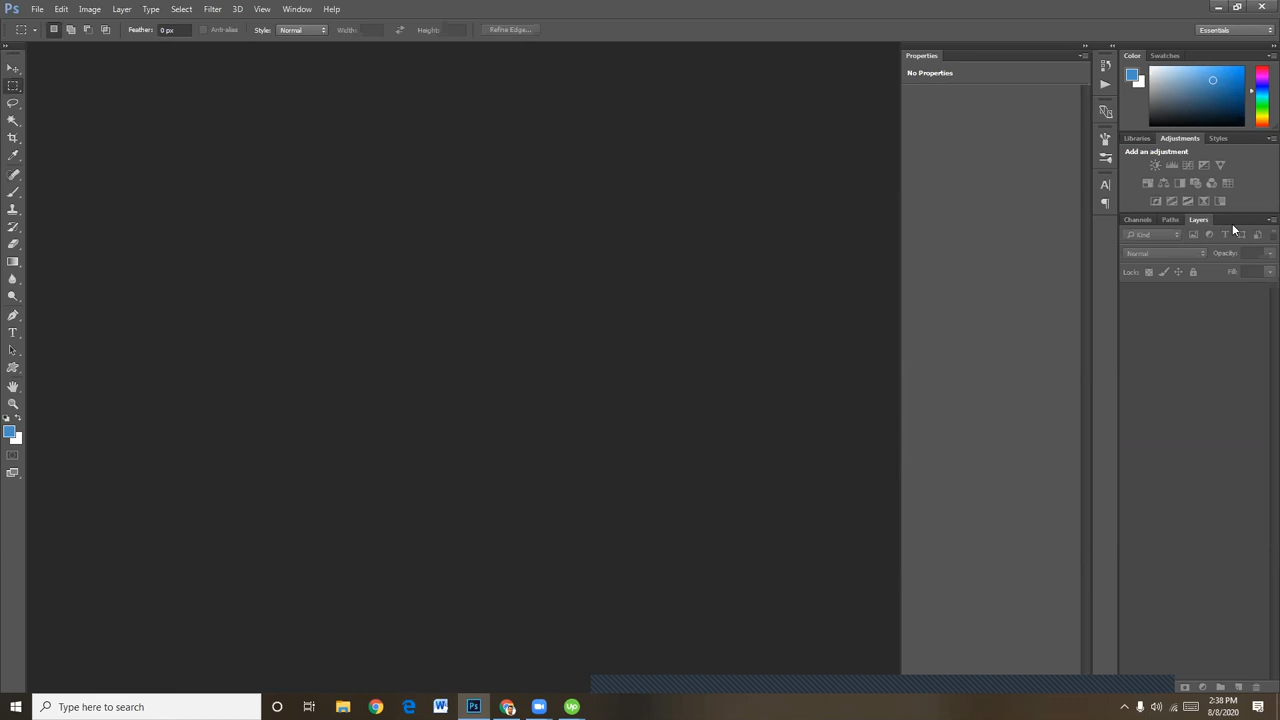 Ps File Edit Image Layer Type Select Filter 3D View Window Help
Feather: 0 px Anti-alias Style: Normal Width: Height: Refine Edge... Essentials
Properties
No Properties
Color Swatches
Libraries Adjustments Styles
Add an adjustment
Channels Paths Layers
Kind
Normal Opacity:
Lock: Fill:
Type here to search
2:38 PM
8/8/2020